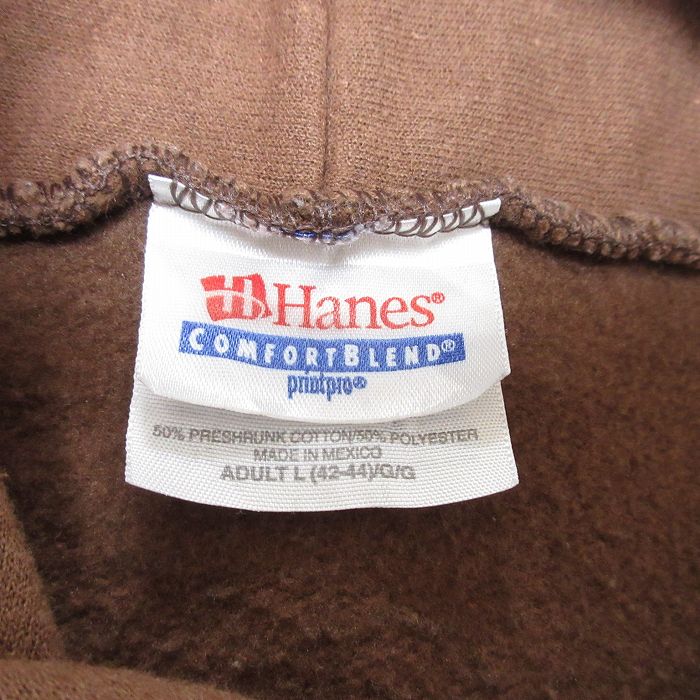 Hanes®
COMFORTBLEND®
printpro®
50% PRESHRUNK COTTON/50% POLYESTER
MADE IN MEXICO
ADULT L (42-44)/G/G